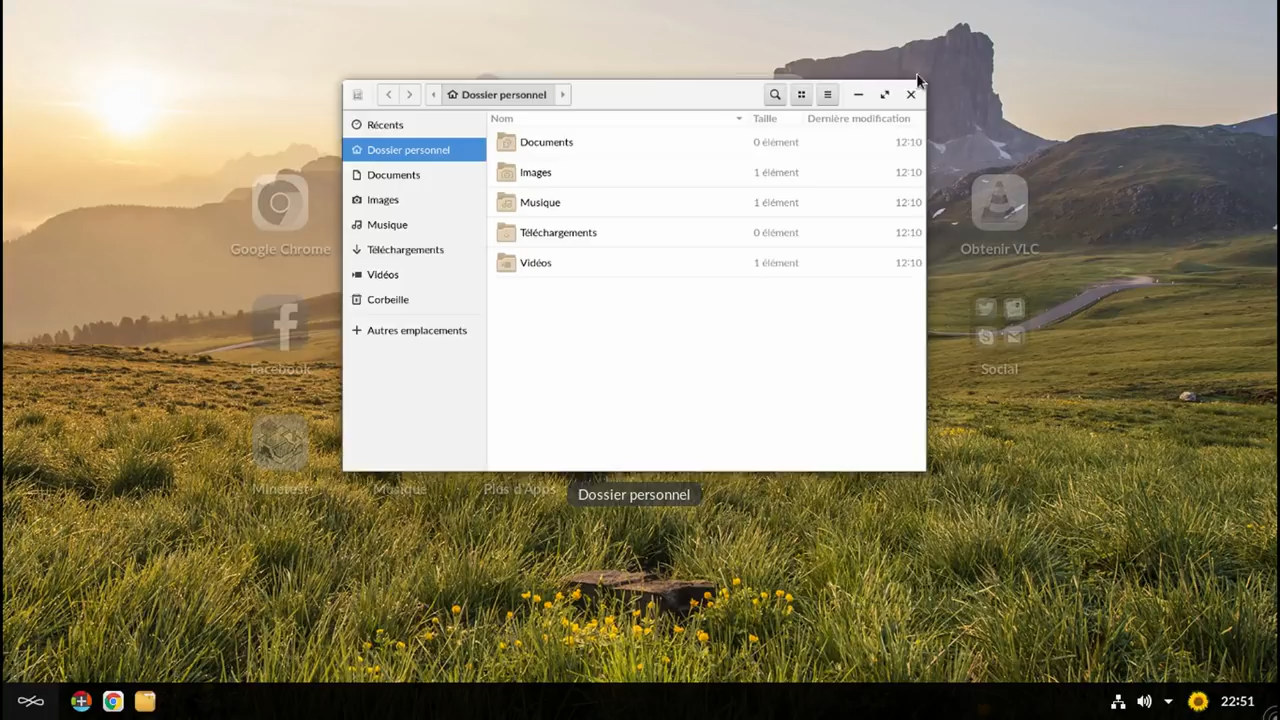 Dossier personnel
Nom Taille Dernière modification
Récents
Dossier personnel
Documents
Images
Musique
Téléchargements
Vidéos
Corbeille
Autres emplacements
Documents 0 élément 12:10
Images 1 élément 12:10
Musique 1 élément 12:10
Téléchargements 0 élément 12:10
Vidéos 1 élément 12:10
Google Chrome
Obtenir VLC
Facebook
Social
Minetest
Musique
Plus d'Apps
Dossier personnel
22:51